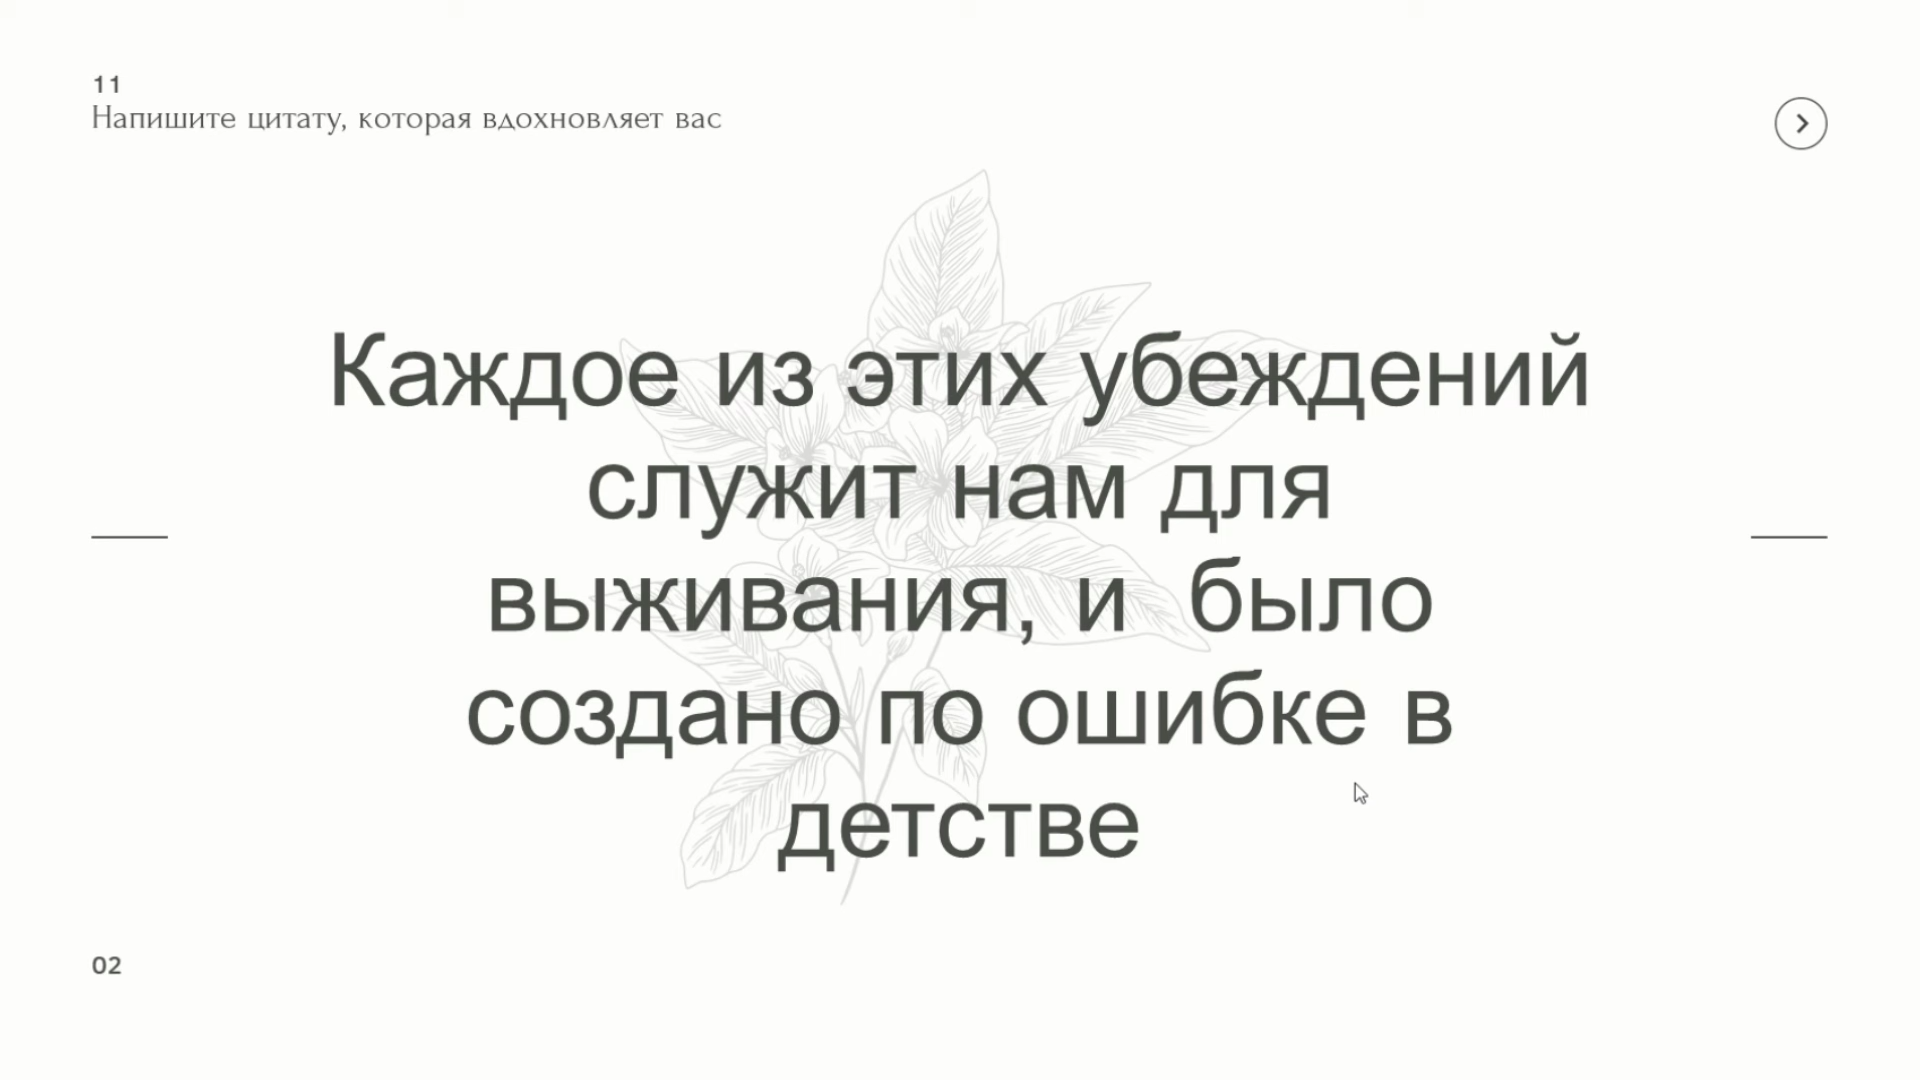 11
Напишите цитату, которая вдохновляет вас
Каждое из этих убеждений
служит нам для
выживания, и  было
создано по ошибке в
детстве
02